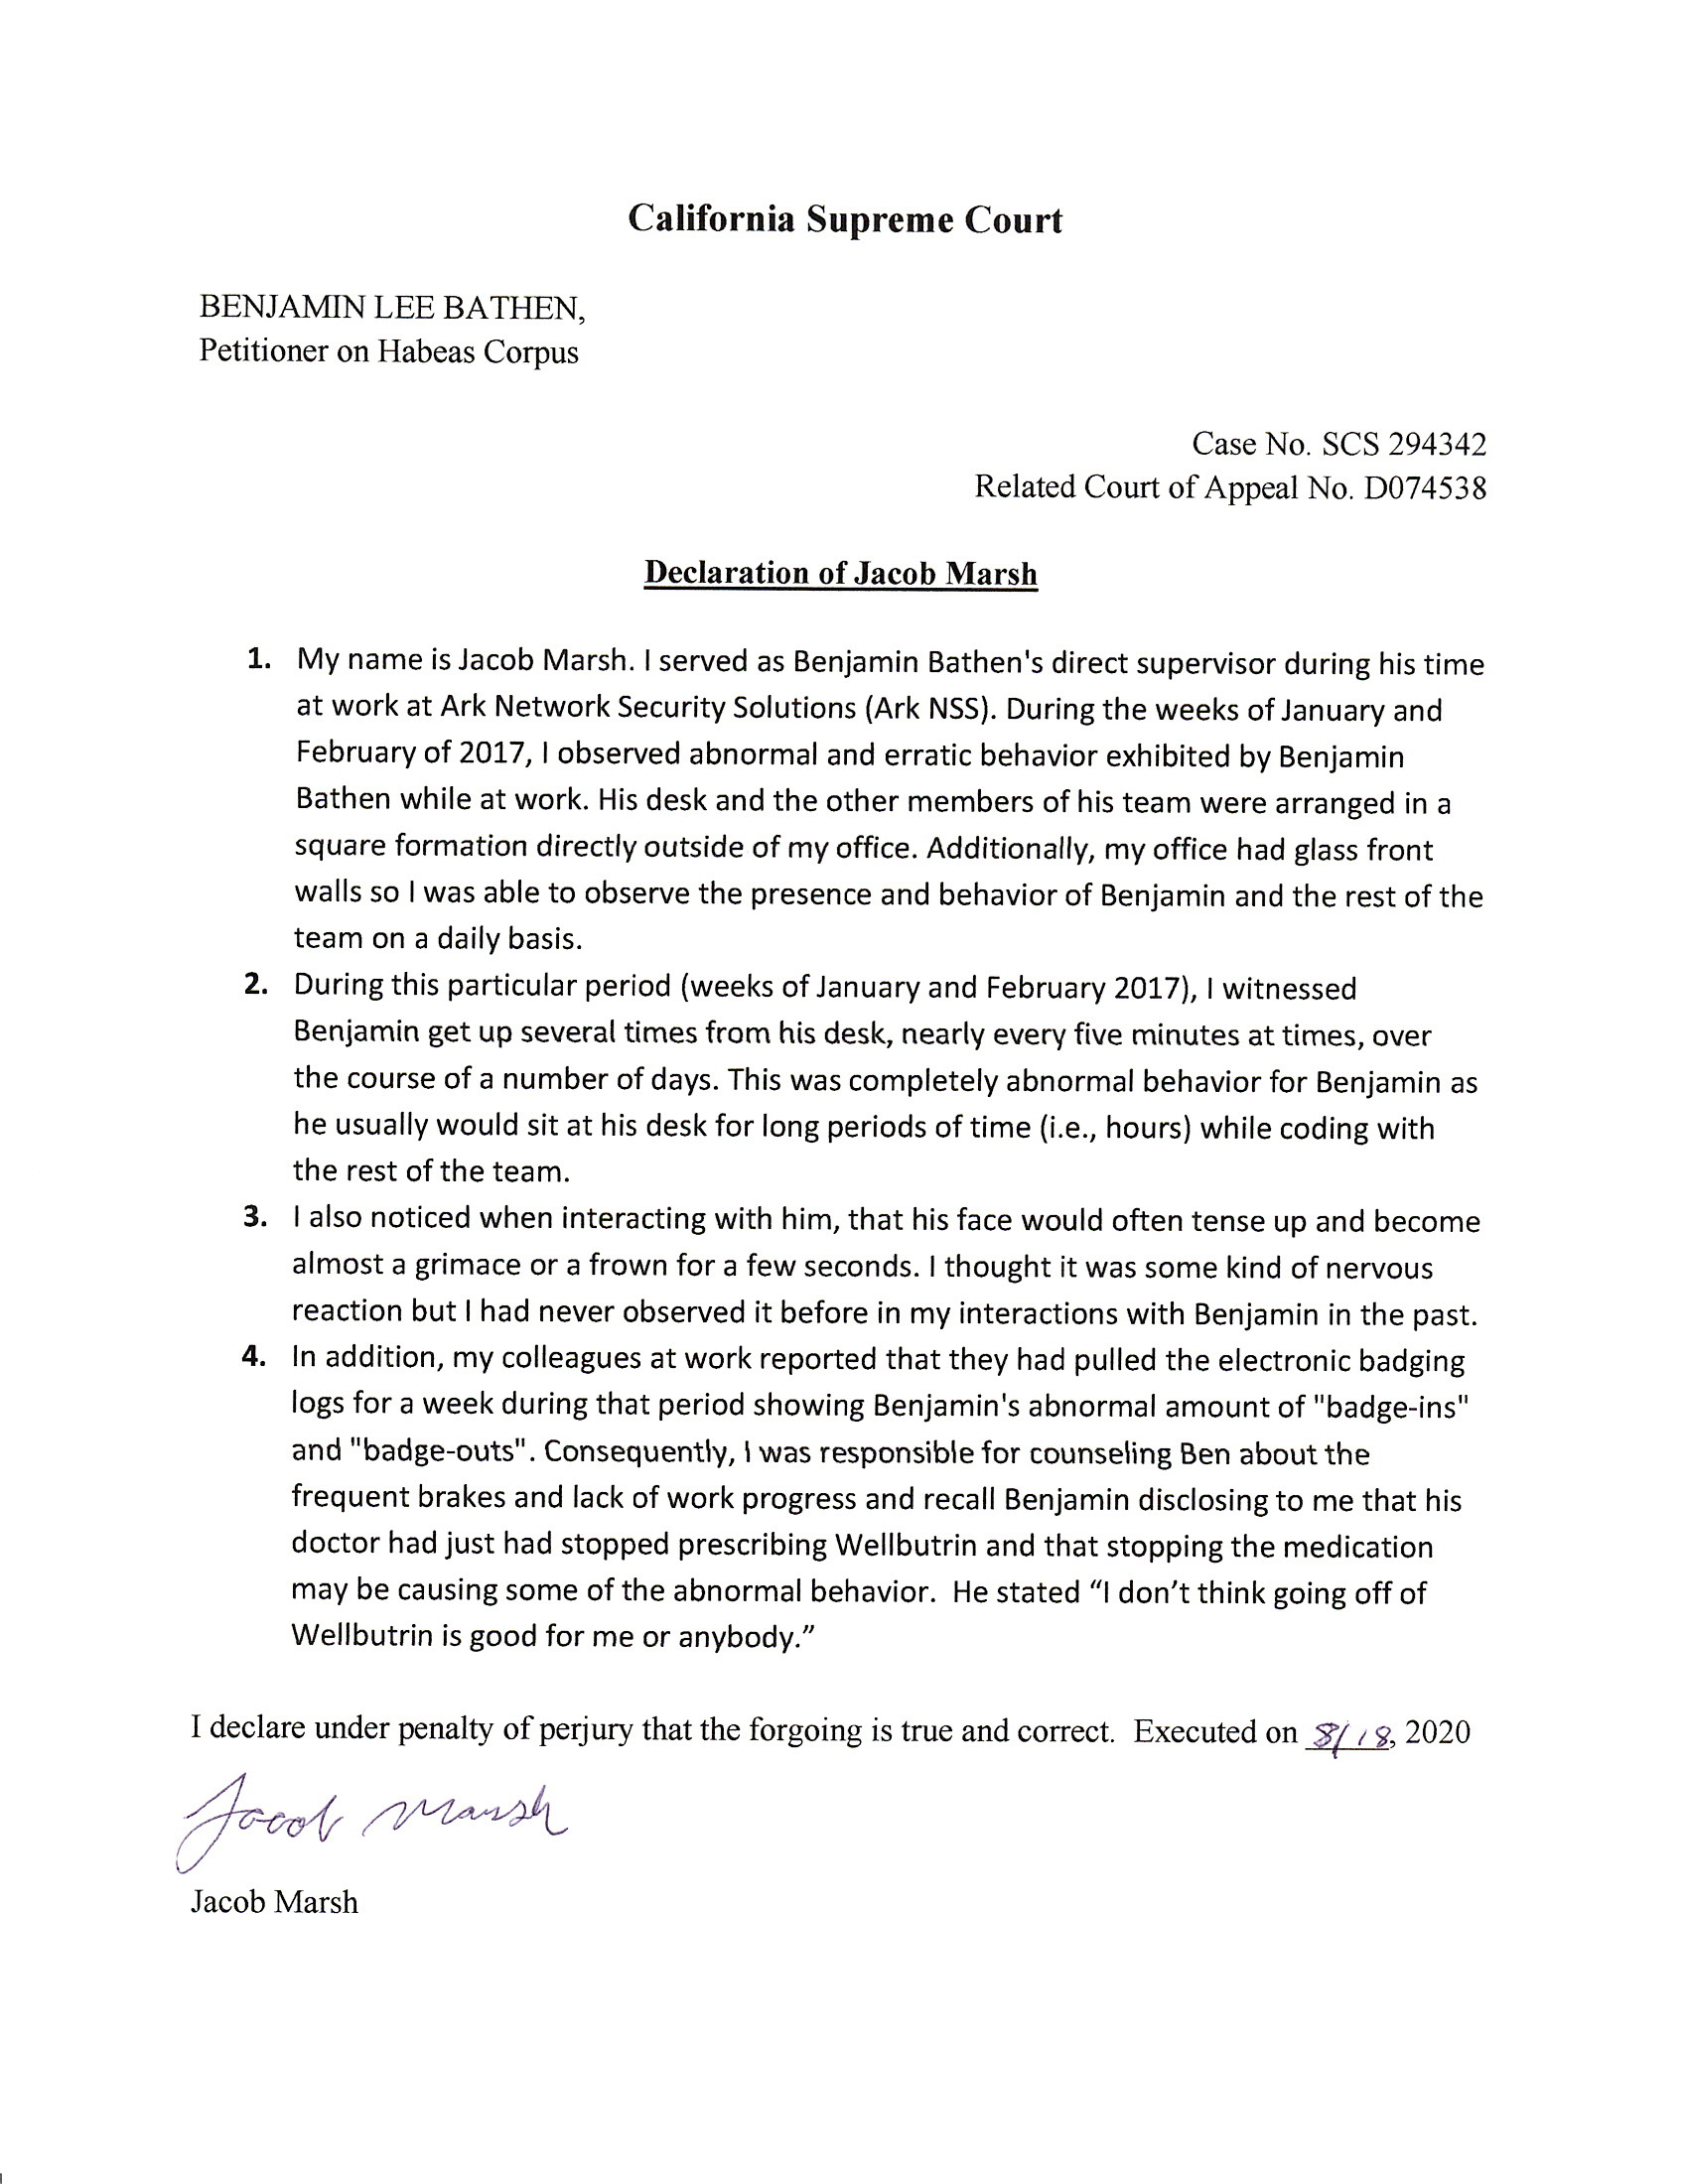 California Supreme Court
BENJAMIN LEE BATHEN,
Petitioner on Habeas Corpus
Case No. SCS 294342
Related Court of Appeal No. D074538
Declaration of Jacob Marsh
1. My name is Jacob Marsh. I served as Benjamin Bathen's direct supervisor during his time
at work at Ark Network Security Solutions (Ark NSS). During the weeks of January and
February of 2017, I observed abnormal and erratic behavior exhibited by Benjamin
Bathen while at work. His desk and the other members of his team were arranged in a
square formation directly outside of my office. Additionally, my office had glass front
walls so I was able to observe the presence and behavior of Benjamin and the rest of the
team on a daily basis.
2. During this particular period (weeks of January and February 2017), I witnessed
Benjamin get up several times from his desk, nearly every five minutes at times, over
the course of a number of days. This was completely abnormal behavior for Benjamin as
he usually would sit at his desk for long periods of time (i.e., hours) while coding with
the rest of the team.
3. I also noticed when interacting with him, that his face would often tense up and become
almost a grimace or a frown for a few seconds. I thought it was some kind of nervous
reaction but I had never observed it before in my interactions with Benjamin in the past.
4. In addition, my colleagues at work reported that they had pulled the electronic badging
logs for a week during that period showing Benjamin's abnormal amount of "badge-ins"
and "badge-outs". Consequently, I was responsible for counseling Ben about the
frequent brakes and lack of work progress and recall Benjamin disclosing to me that his
doctor had just had stopped prescribing Wellbutrin and that stopping the medication
may be causing some of the abnormal behavior.  He stated “I don’t think going off of
Wellbutrin is good for me or anybody.”
I declare under penalty of perjury that the forgoing is true and correct.  Executed on 8/18, 2020
Jacob Marsh
Jacob Marsh